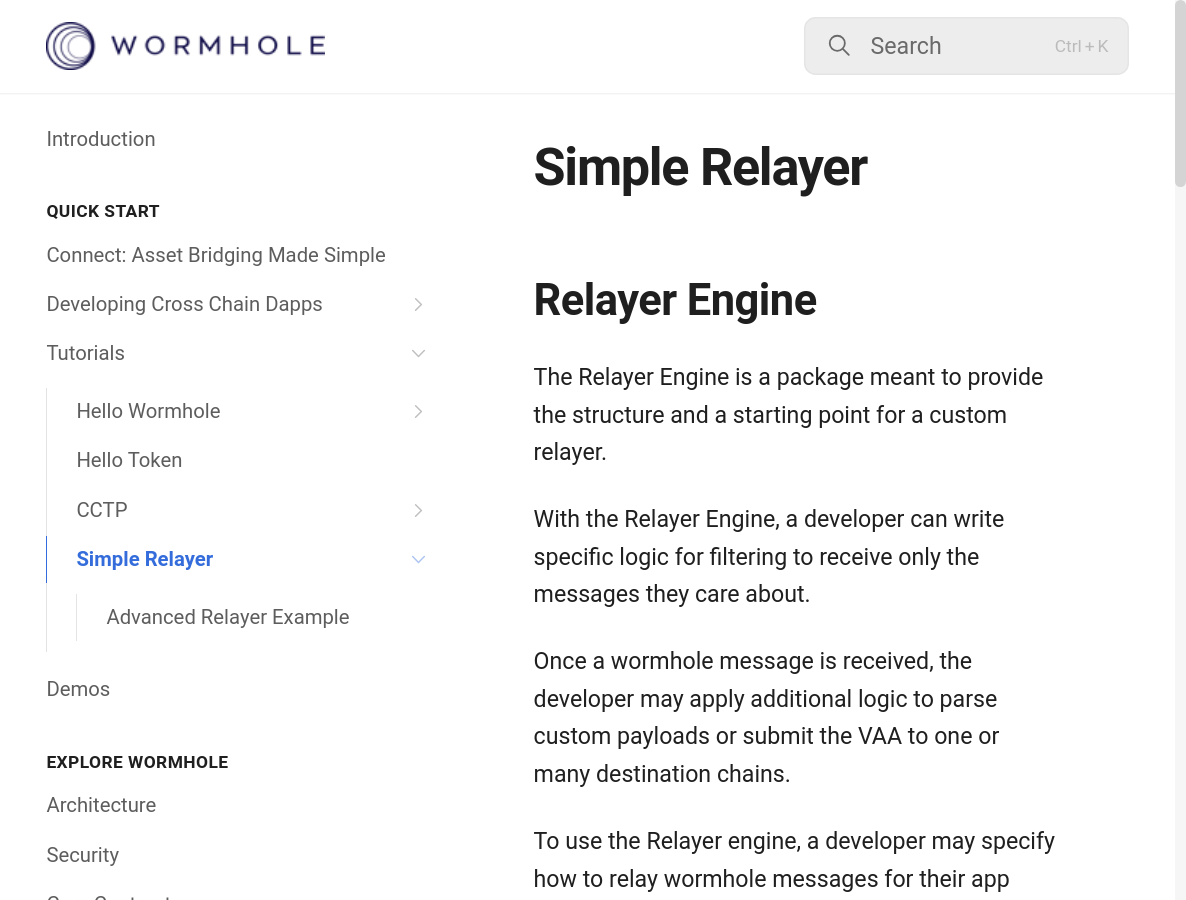 WORMHOLE
Search
Ctrl + K
Introduction
QUICK START
Connect: Asset Bridging Made Simple
Developing Cross Chain Dapps
Tutorials
Hello Wormhole
Hello Token
CCTP
Simple Relayer
Advanced Relayer Example
Demos
EXPLORE WORMHOLE
Architecture
Security
Simple Relayer
Relayer Engine
The Relayer Engine is a package meant to provide
the structure and a starting point for a custom
relayer.
With the Relayer Engine, a developer can write
specific logic for filtering to receive only the
messages they care about.
Once a wormhole message is received, the
developer may apply additional logic to parse
custom payloads or submit the VAA to one or
many destination chains.
To use the Relayer engine, a developer may specify
how to relay wormhole messages for their app